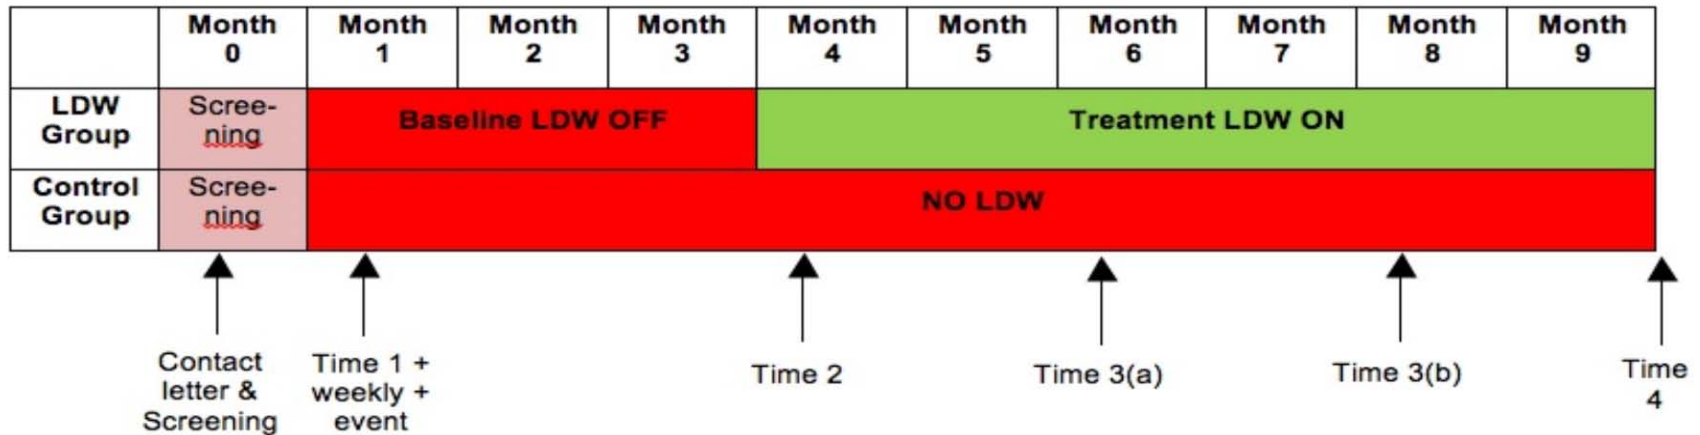 Month 0
Month 1
Month 2
Month 3
Month 4
Month 5
Month 6
Month 7
Month 8
Month 9
LDW
Group
Scree-
ning
Baseline LDW OFF
Treatment LDW ON
Control
Group
Scree-
ning
NO LDW
Contact
letter &
Screening
Time 1 +
weekly +
event
Time 2
Time 3(a)
Time 3(b)
Time
4